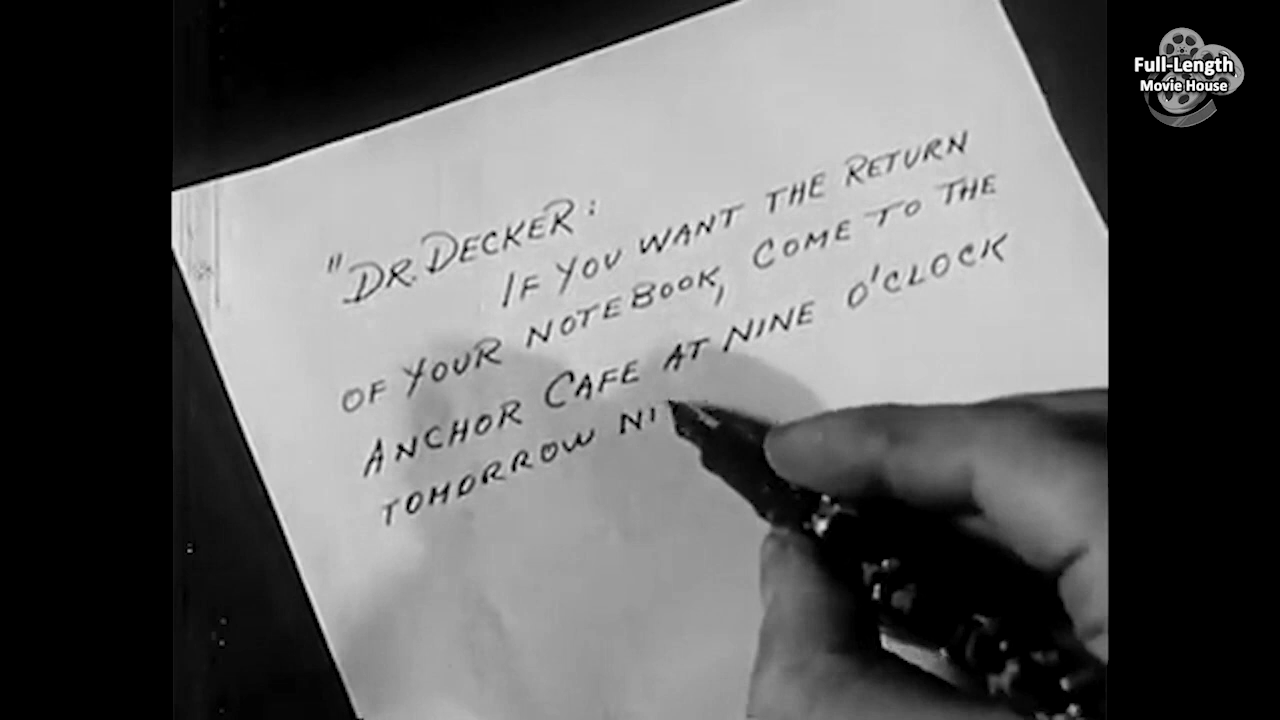 "DR. DECKER:
IF YOU WANT THE RETURN
OF YOUR NOTEBOOK, COME TO THE
ANCHOR CAFE AT NINE O'CLOCK
TOMORROW NI
Full-Length
Movie House